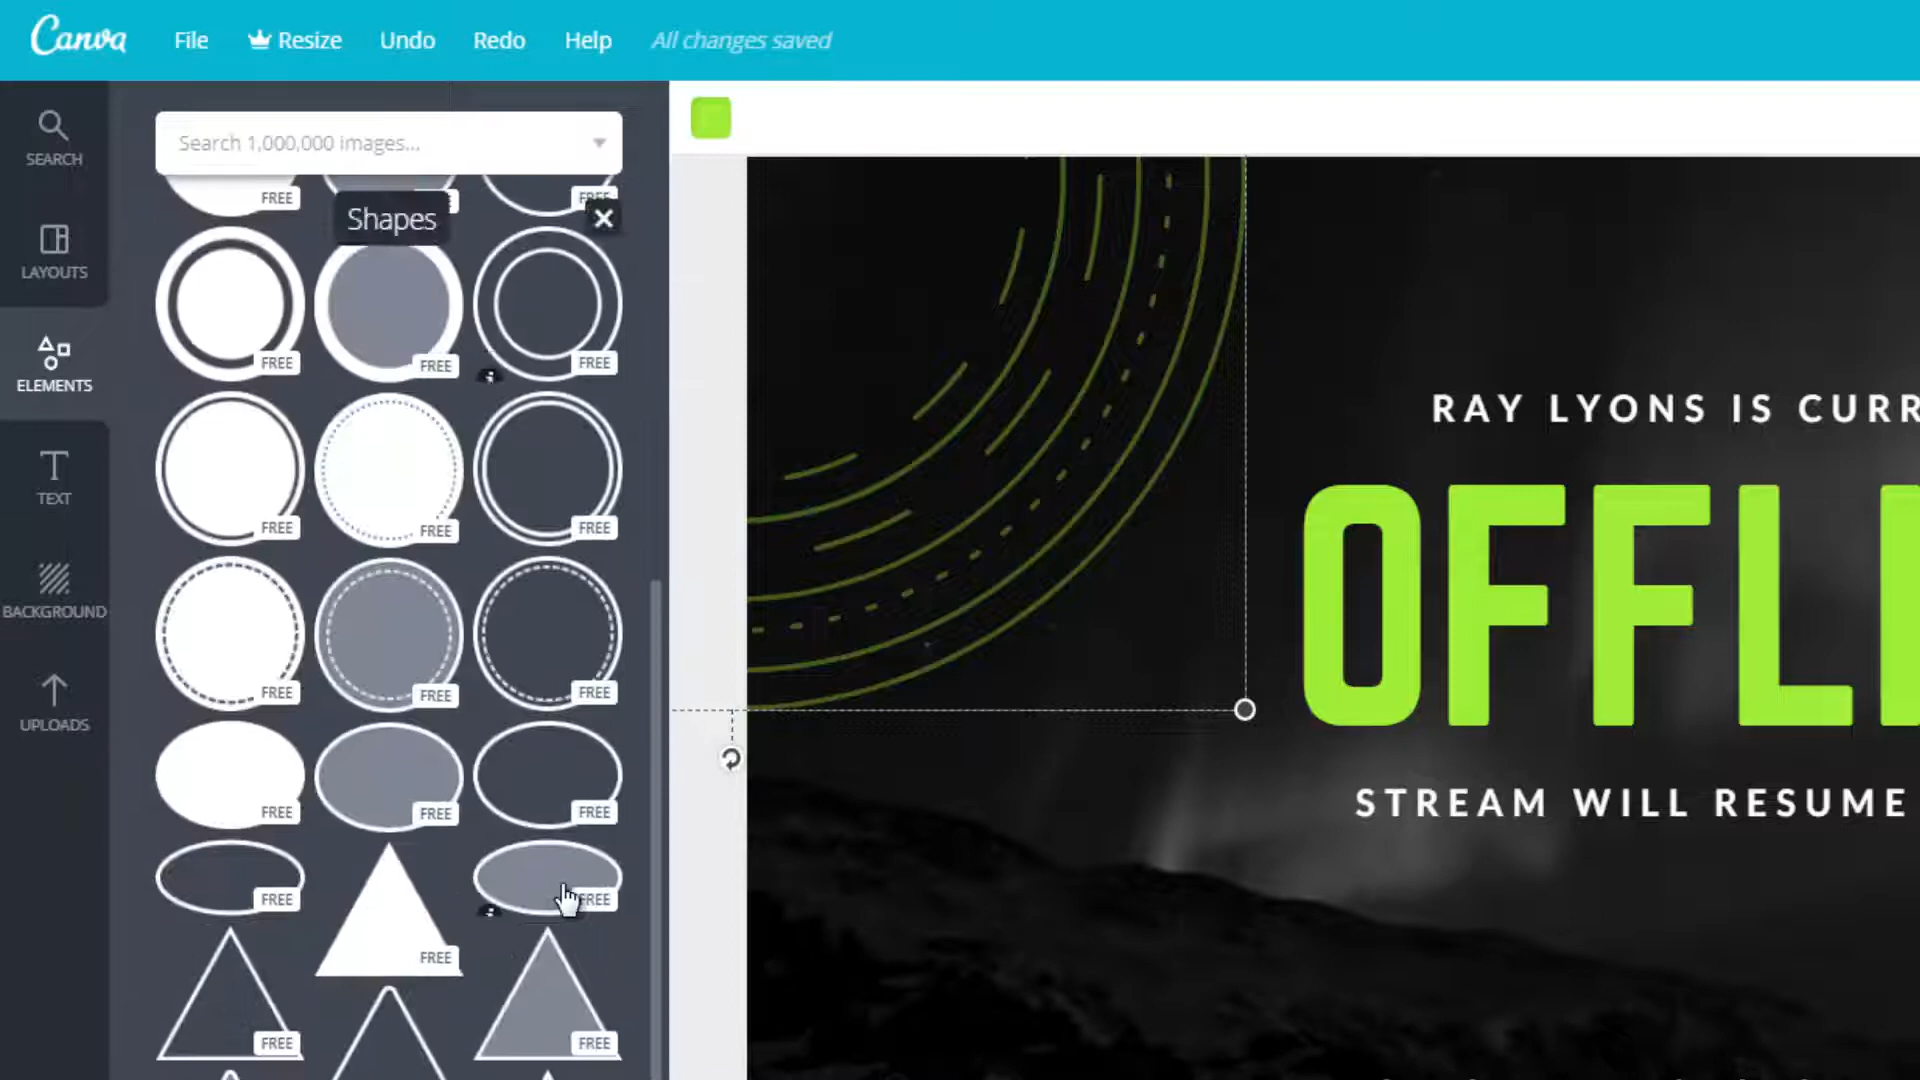 Canva File Resize Undo Redo Help All changes saved
Search 1,000,000 images...
SEARCH
LAYOUTS
ELEMENTS
TEXT
BACKGROUND
UPLOADS
FREE FREE
Shapes
FREE FREE FREE
FREE FREE FREE
FREE FREE FREE
FREE FREE FREE
FREE FREE FREE
FREE FREE
RAY LYONS IS CURR
OFFL
STREAM WILL RESUME